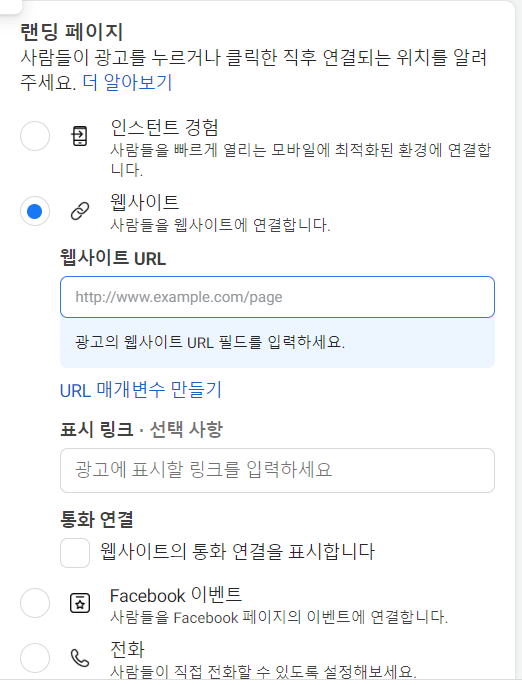 랜딩 페이지
사람들이 광고를 누르거나 클릭한 직후 연결되는 위치를 알려
주세요. 더 알아보기
인스턴트 경험
사람들을 빠르게 열리는 모바일에 최적화된 환경에 연결합
니다.
웹사이트
사람들을 웹사이트에 연결합니다.
웹사이트 URL
http://www.example.com/page
광고의 웹사이트 URL 필드를 입력하세요.
URL 매개변수 만들기
표시 링크 · 선택 사항
광고에 표시할 링크를 입력하세요
통화 연결
웹사이트의 통화 연결을 표시합니다
Facebook 이벤트
사람들을 Facebook 페이지의 이벤트에 연결합니다.
전화
사람들이 직접 전화할 수 있도록 설정해보세요.